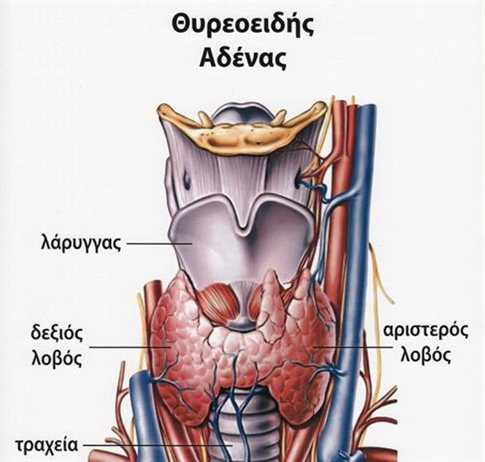 Θυρεοειδής
Αδένας
λάρυγγας
δεξιός
λοβός
αριστερός
λοβός
τραχεία